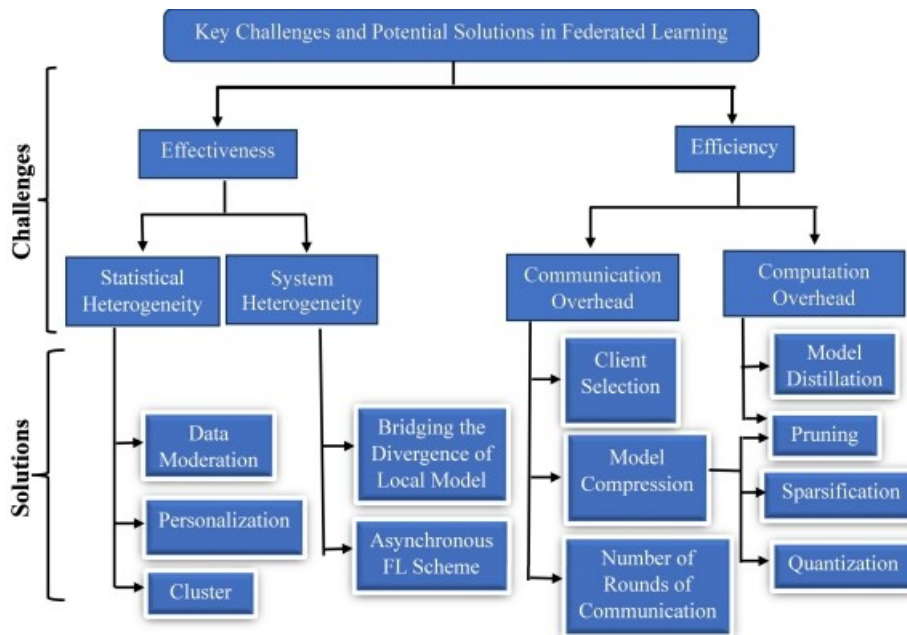 Key Challenges and Potential Solutions in Federated Learning
Challenges
Effectiveness
Efficiency
Statistical
Heterogeneity
System
Heterogeneity
Communication
Overhead
Computation
Overhead
Solutions
Data
Moderation
Personalization
Cluster
Bridging the
Divergence of
Local Model
Asynchronous
FL Scheme
Client
Selection
Model
Compression
Number of
Rounds of
Communication
Model
Distillation
Pruning
Sparsification
Quantization